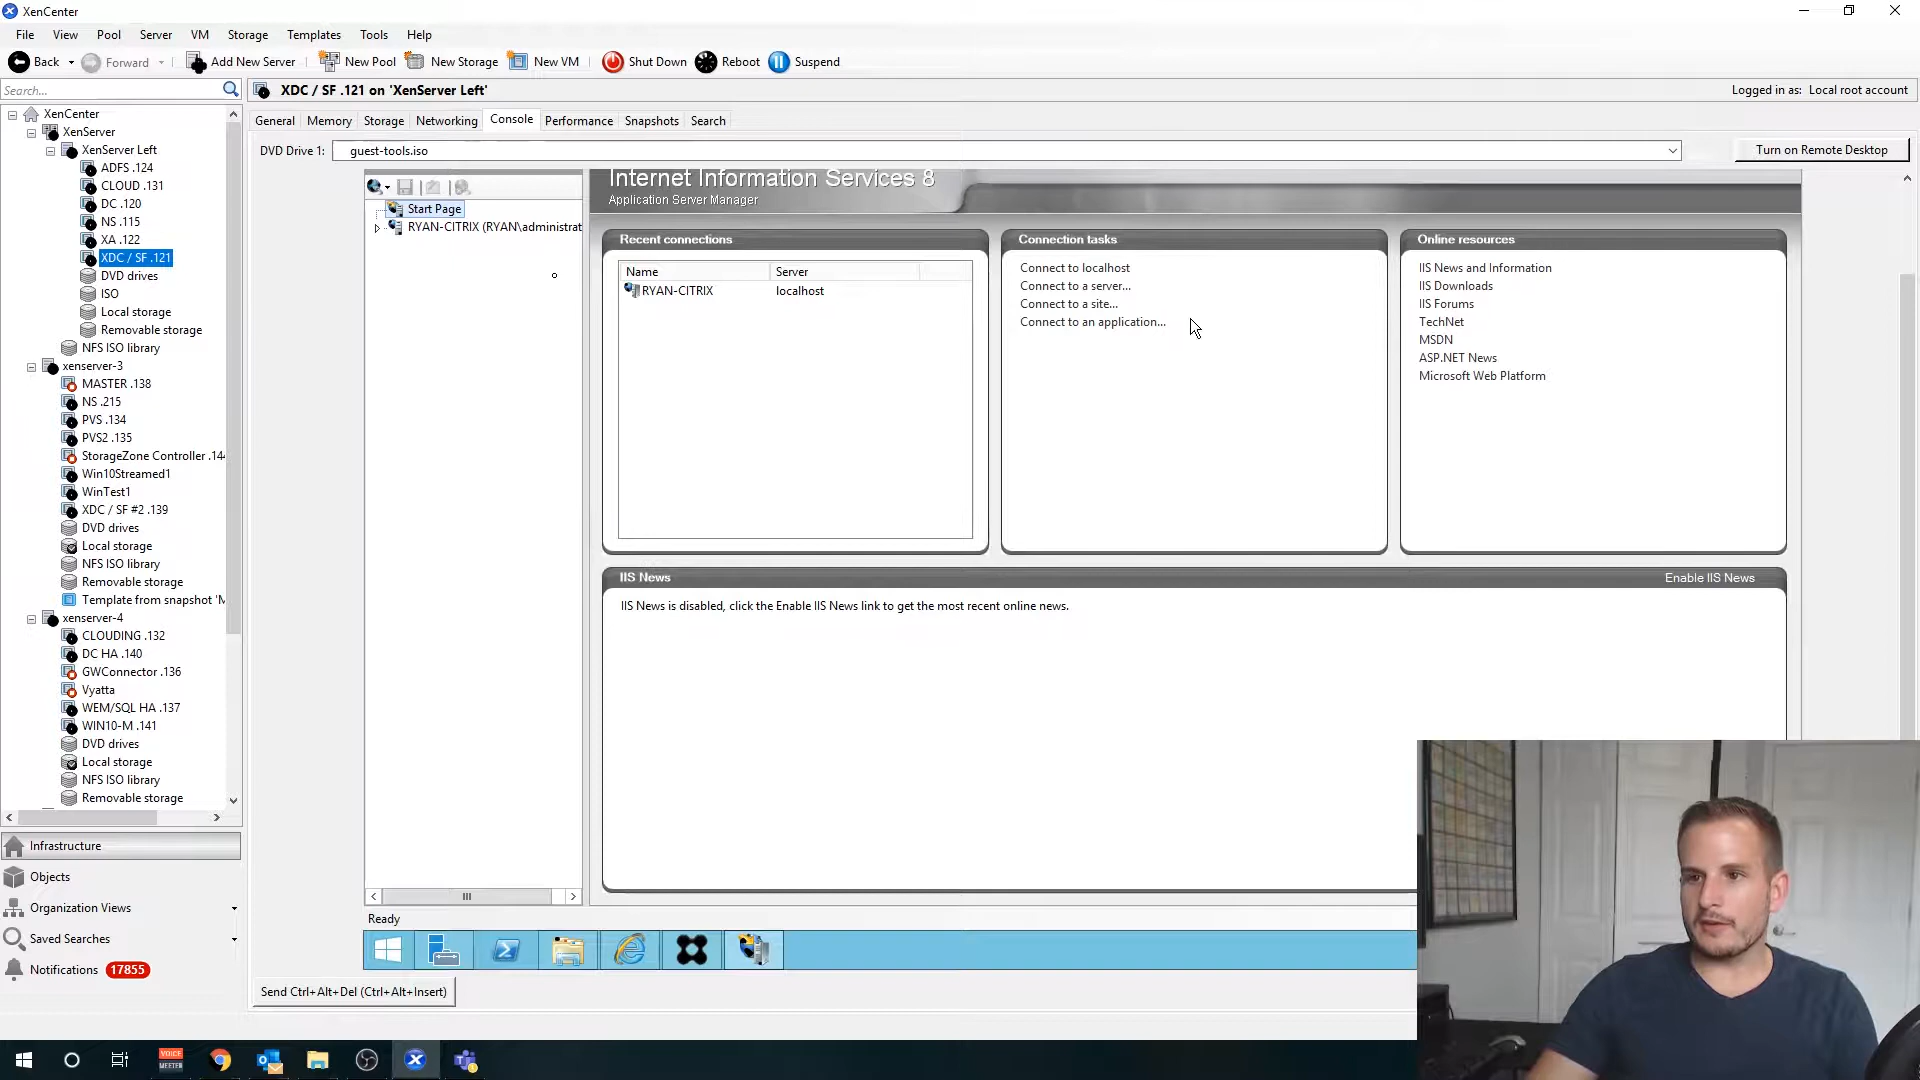 XenCenter
File View Pool Server VM Storage Templates Tools Help
Back Forward Add New Server New Pool New Storage New VM Shut Down Reboot Suspend
Search...
XDC / SF .121 on 'XenServer Left'
Logged in as: Local root account
General Memory Storage Networking Console Performance Snapshots Search
DVD Drive 1: guest-tools.iso
Turn on Remote Desktop
XenCenter
XenServer
XenServer Left
ADFS .124
CLOUD .131
DC .120
NS .115
XA .122
XDC / SF .121
DVD drives
ISO
Local storage
Removable storage
NFS ISO library
xenserver-3
MASTER .138
NS .215
PVS .134
PVS2 .135
StorageZone Controller .144
Win10Streamed1
WinTest1
XDC / SF #2 .139
DVD drives
Local storage
NFS ISO library
Removable storage
Template from snapshot 'M
xenserver-4
CLOUDING .132
DC HA .140
GWConnector .136
Vyatta
WEM/SQL HA .137
WIN10-M .141
DVD drives
Local storage
NFS ISO library
Removable storage
Infrastructure
Objects
Organization Views
Saved Searches
Notifications 17855
Start Page
RYAN-CITRIX (RYAN\administrat
Internet Information Services 8
Application Server Manager
Recent connections
Name Server
RYAN-CITRIX localhost
Connection tasks
Connect to localhost
Connect to a server...
Connect to a site...
Connect to an application...
Online resources
IIS News and Information
IIS Downloads
IIS Forums
TechNet
MSDN
ASP.NET News
Microsoft Web Platform
IIS News
Enable IIS News
IIS News is disabled, click the Enable IIS News link to get the most recent online news.
Ready
Send Ctrl+Alt+Del (Ctrl+Alt+Insert)
VOICE
MEETER